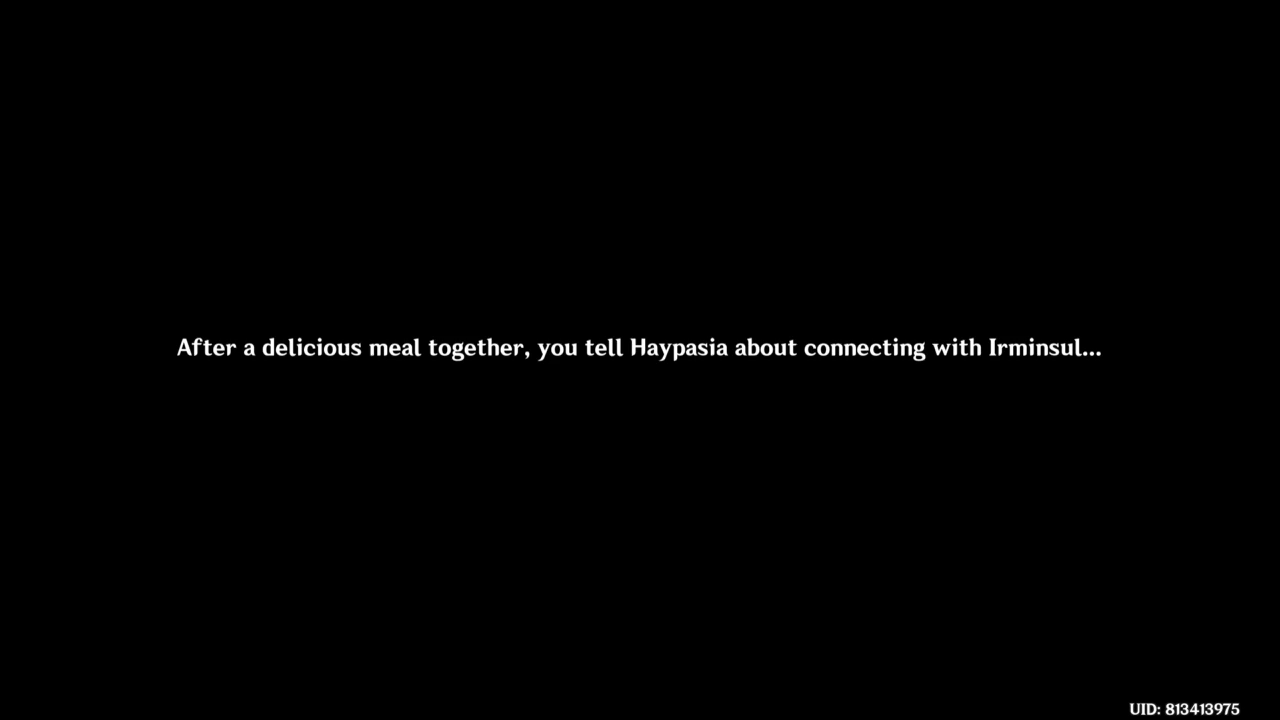 After a delicious meal together, you tell Haypasia about connecting with Irminsul...
UID: 813413975